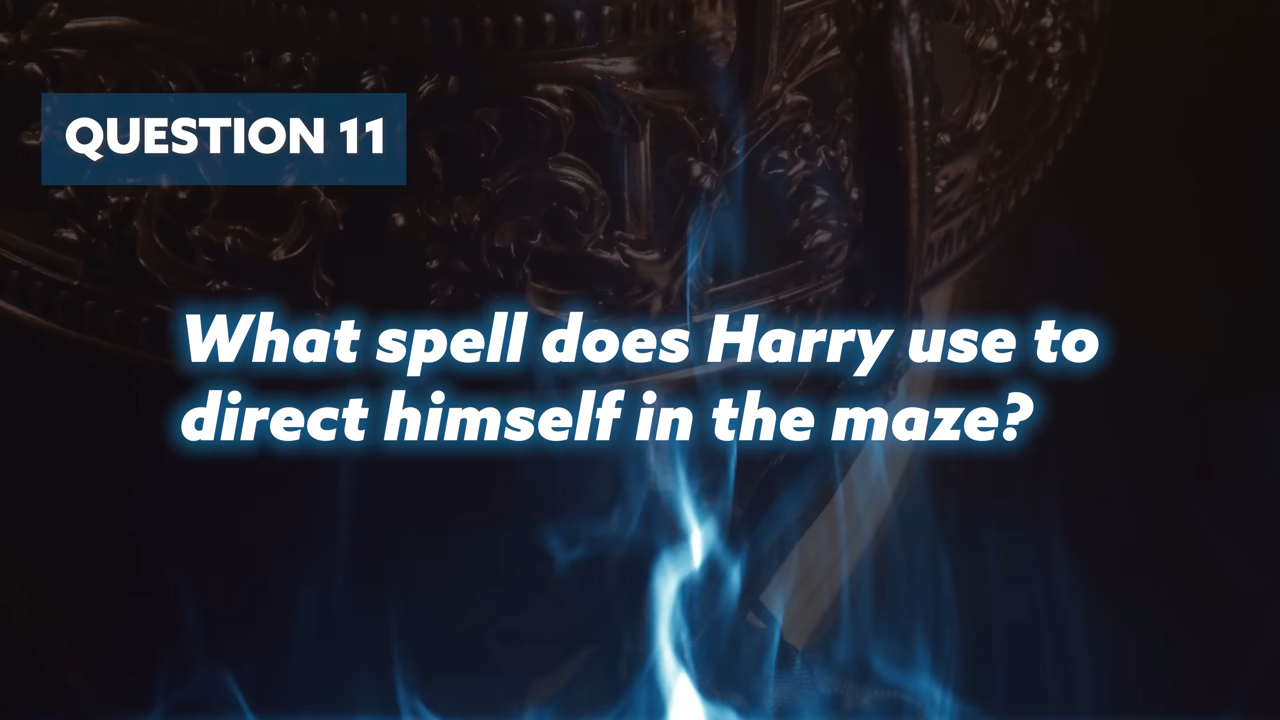 QUESTION 11
What spell does Harry use to
direct himself in the maze?